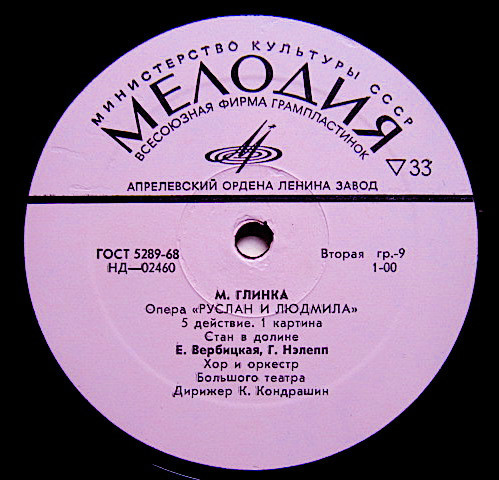 МИНИСТЕРСТВО КУЛЬТУРЫ СССР
МЕЛОДИЯ
ВСЕСОЮЗНАЯ ФИРМА ГРАМПЛАСТИНОК
▽33
АПРЕЛЕВСКИЙ ОРДЕНА ЛЕНИНА ЗАВОД
ГОСТ 5289-68 Вторая гр.-9
НД—02460 1-00
М. ГЛИНКА
Опера «РУСЛАН И ЛЮДМИЛА»
5 действие. 1 картина
Стан в долине
Е. Вербицкая, Г. Нэлепп
Хор и оркестр
Большого театра
Дирижер К. Кондрашин